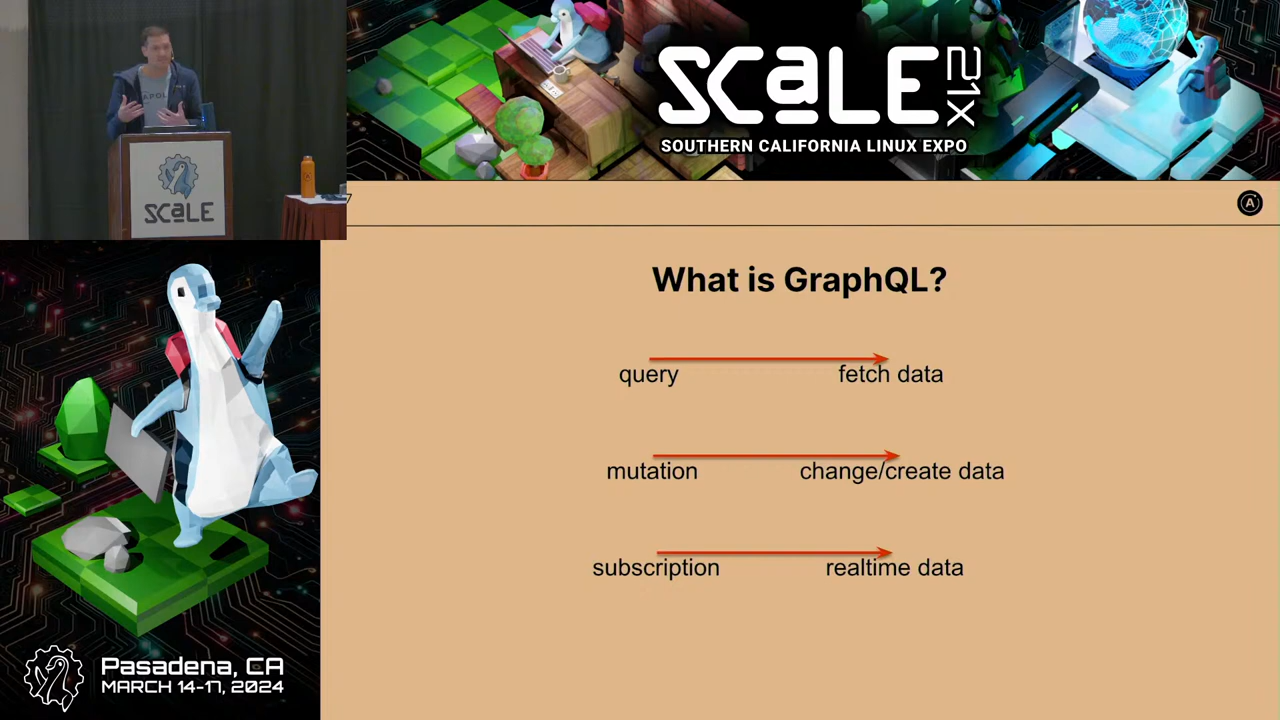 APOL
SCaLE
SCaLE 21x
SOUTHERN CALIFORNIA LINUX EXPO
A
What is GraphQL?
query fetch data
mutation change/create data
subscription realtime data
Pasadena, CA
MARCH 14-17, 2024